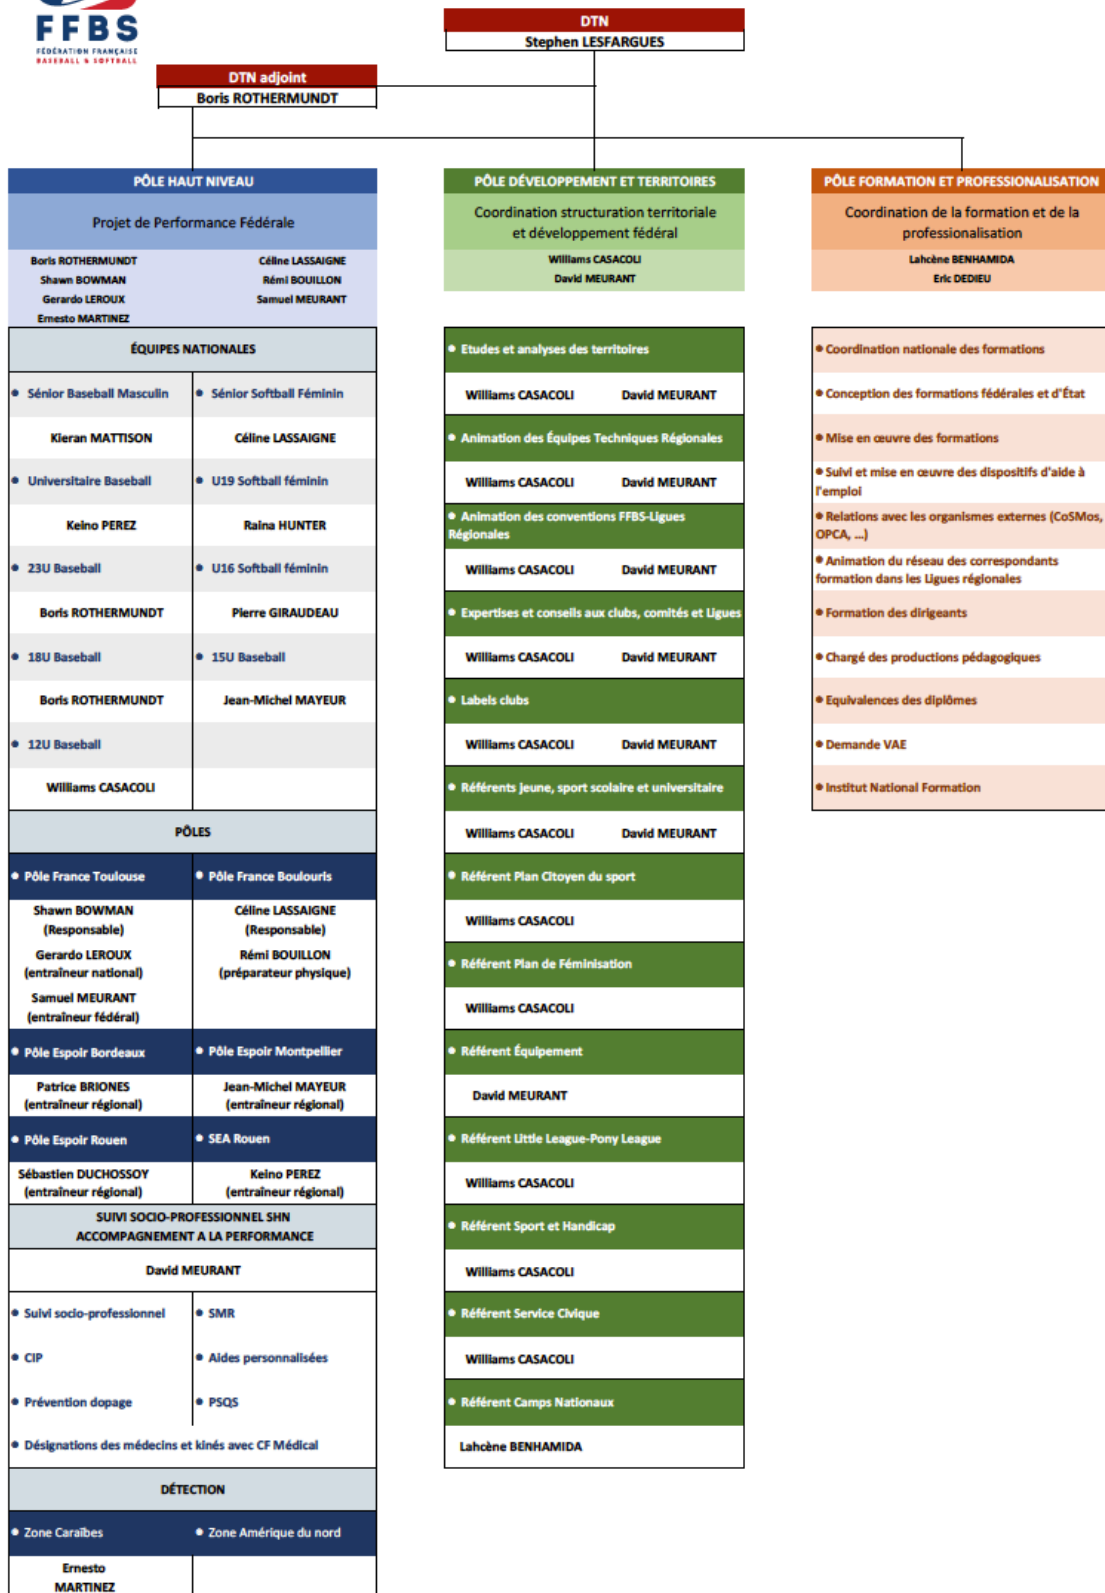 FFBS
FÉDÉRATION FRANÇAISE
BASEBALL & SOFTBALL
DTN
Stephen LESFARGUES
DTN adjoint
Boris ROTHERMUNDT
PÔLE HAUT NIVEAU
Projet de Performance Fédérale
Boris ROTHERMUNDT
Céline LASSAIGNE
Shawn BOWMAN
Rémi BOUILLON
Gerardo LEROUX
Samuel MEURANT
Ernesto MARTINEZ
ÉQUIPES NATIONALES
• Sénior Baseball Masculin
• Sénior Softball Féminin
Kieran MATTISON
Céline LASSAIGNE
• Universitaire Baseball
• U19 Softball féminin
Keino PEREZ
Raina HUNTER
• 23U Baseball
• U16 Softball féminin
Boris ROTHERMUNDT
Pierre GIRAUDEAU
• 18U Baseball
• 15U Baseball
Boris ROTHERMUNDT
Jean-Michel MAYEUR
• 12U Baseball
Williams CASACOLI
PÔLES
• Pôle France Toulouse
• Pôle France Boulouris
Shawn BOWMAN
(Responsable)
Céline LASSAIGNE
(Responsable)
Gerardo LEROUX
(entraîneur national)
Rémi BOUILLON
(préparateur physique)
Samuel MEURANT
(entraîneur fédéral)
• Pôle Espoir Bordeaux
• Pôle Espoir Montpellier
Patrice BRIONES
(entraîneur régional)
Jean-Michel MAYEUR
(entraîneur régional)
• Pôle Espoir Rouen
• SEA Rouen
Sébastien DUCHOSSOY
(entraîneur régional)
Keino PEREZ
(entraîneur régional)
SUIVI SOCIO-PROFESSIONNEL SHN
ACCOMPAGNEMENT A LA PERFORMANCE
David MEURANT
• Suivi socio-professionnel
• SMR
• CIP
• Aides personnalisées
• Prévention dopage
• PSQS
• Désignations des médecins et kinés avec CF Médical
DÉTECTION
• Zone Caraïbes
• Zone Amérique du nord
Ernesto
MARTINEZ
PÔLE DÉVELOPPEMENT ET TERRITOIRES
Coordination structuration territoriale
et développement fédéral
Williams CASACOLI
David MEURANT
• Etudes et analyses des territoires
Williams CASACOLI David MEURANT
• Animation des Équipes Techniques Régionales
Williams CASACOLI David MEURANT
• Animation des conventions FFBS-Ligues
Régionales
Williams CASACOLI David MEURANT
• Expertises et conseils aux clubs, comités et Ligues
Williams CASACOLI David MEURANT
• Labels clubs
Williams CASACOLI David MEURANT
• Référents jeune, sport scolaire et universitaire
Williams CASACOLI David MEURANT
• Référent Plan Citoyen du sport
Williams CASACOLI
• Référent Plan de Féminisation
Williams CASACOLI
• Référent Équipement
David MEURANT
• Référent Little League-Pony League
Williams CASACOLI
• Référent Sport et Handicap
Williams CASACOLI
• Référent Service Civique
Williams CASACOLI
• Référent Camps Nationaux
Lahcène BENHAMIDA
PÔLE FORMATION ET PROFESSIONALISATION
Coordination de la formation et de la
professionalisation
Lahcène BENHAMIDA
Eric DEDIEU
• Coordination nationale des formations
• Conception des formations fédérales et d'État
• Mise en œuvre des formations
• Suivi et mise en œuvre des dispositifs d'aide à
l'emploi
• Relations avec les organismes externes (CoSMos,
OPCA, ...)
• Animation du réseau des correspondants
formation dans les Ligues régionales
• Formation des dirigeants
• Chargé des productions pédagogiques
• Equivalences des diplômes
• Demande VAE
• Institut National Formation